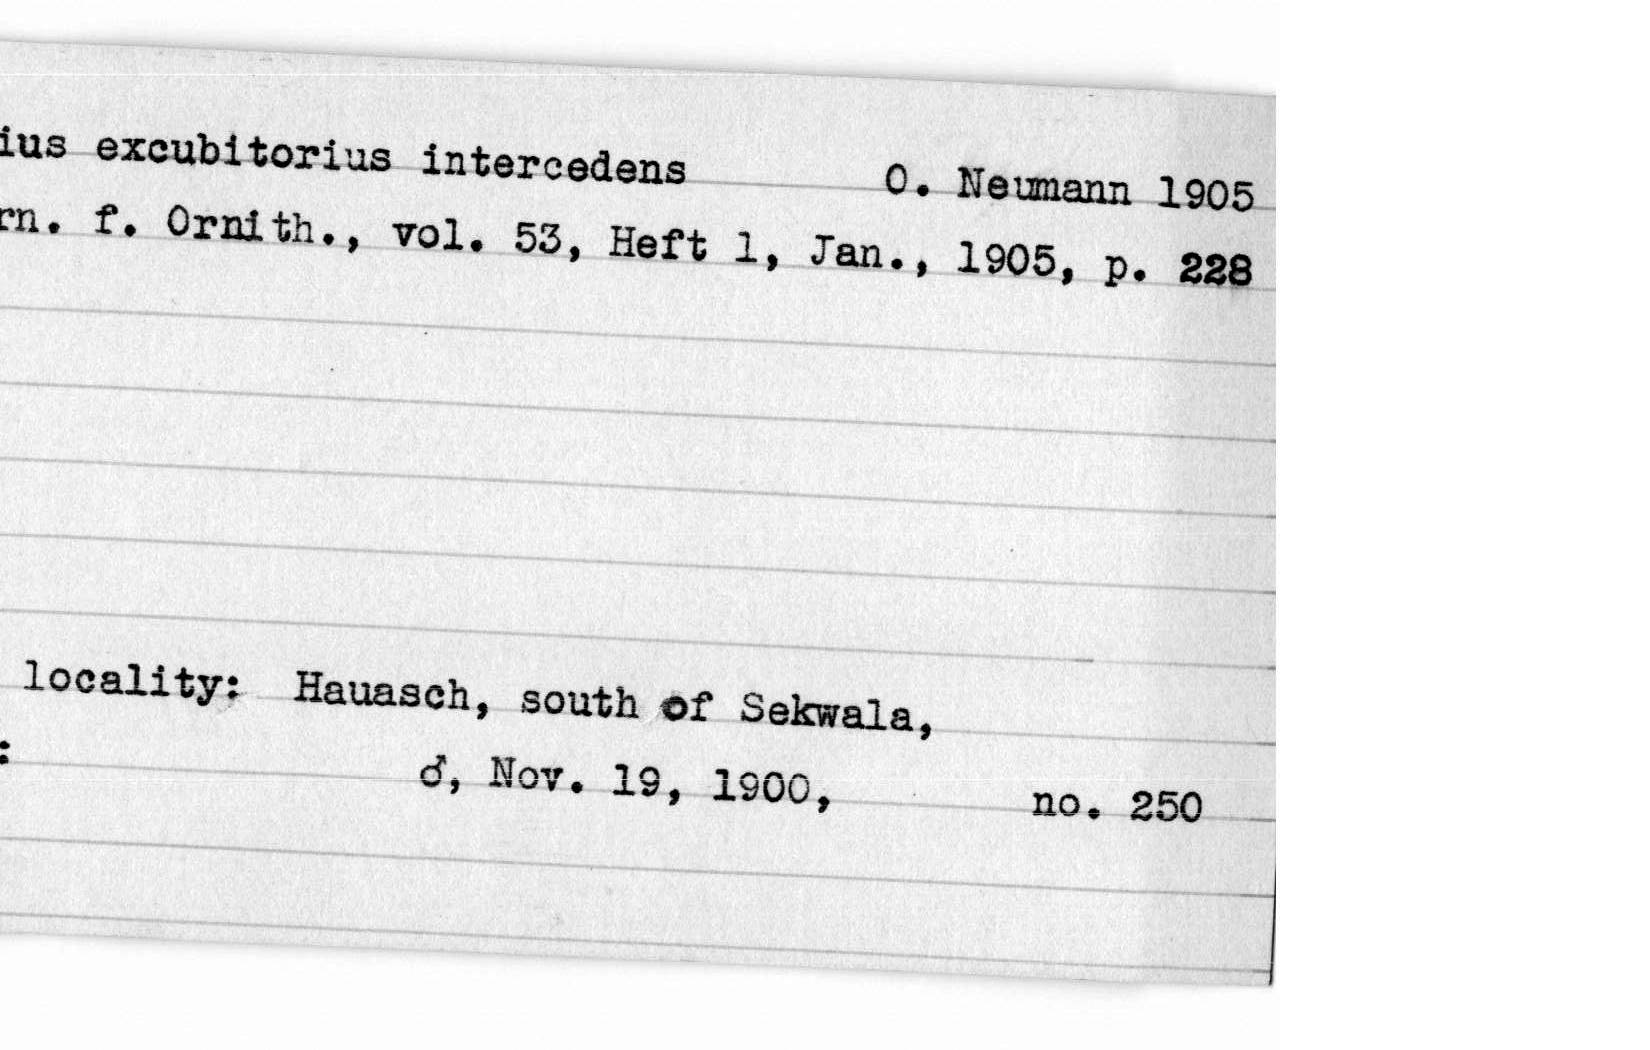 ius excubitorius intercedens O. Neumann 1905
rn. f. Ornith., vol. 53, Heft 1, Jan., 1905, p. 228
locality: Hauasch, south of Sekwala,
: ♂, Nov. 19, 1900, no. 250